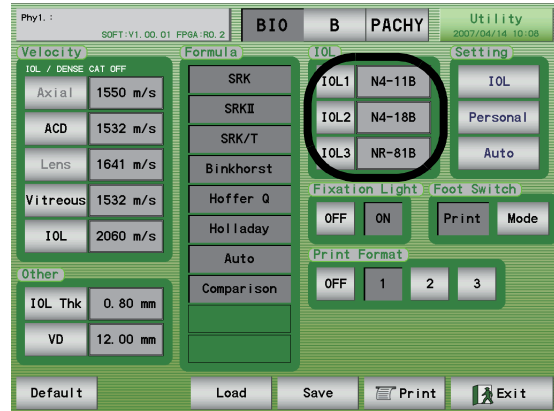 Phy1. :
SOFT:V1.00.01 FPGA:R0.2
BIO
B
PACHY
Utility
2007/04/14 10:08
Velocity
IOL / DENSE CAT OFF
Axial 1550 m/s
ACD 1532 m/s
Lens 1641 m/s
Vitreous 1532 m/s
IOL 2060 m/s
Other
IOL Thk 0.80 mm
VD 12.00 mm
Formula
SRK
SRKⅡ
SRK/T
Binkhorst
Hoffer Q
Holladay
Auto
Comparison
IOL
IOL1 N4-11B
IOL2 N4-18B
IOL3 NR-81B
Setting
IOL
Personal
Auto
Fixation Light
OFF ON
Foot Switch
Print Mode
Print Format
OFF 1 2 3
Default
Load
Save
Print
Exit